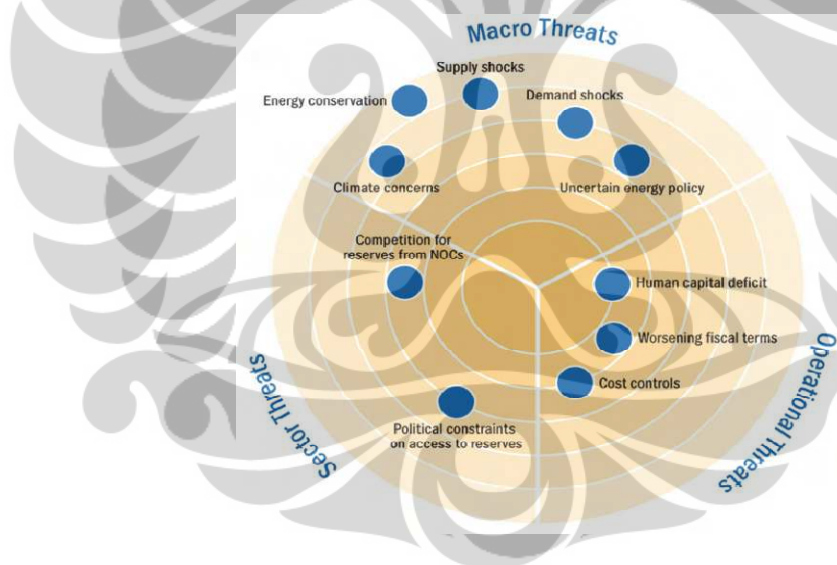 Macro Threats
Supply shocks
Energy conservation
Demand shocks
Climate concerns
Uncertain energy policy
Competition for
reserves from NOCs
Human capital deficit
Worsening fiscal terms
Cost controls
Political constraints
on access to reserves
Sector Threats
Operational Threats